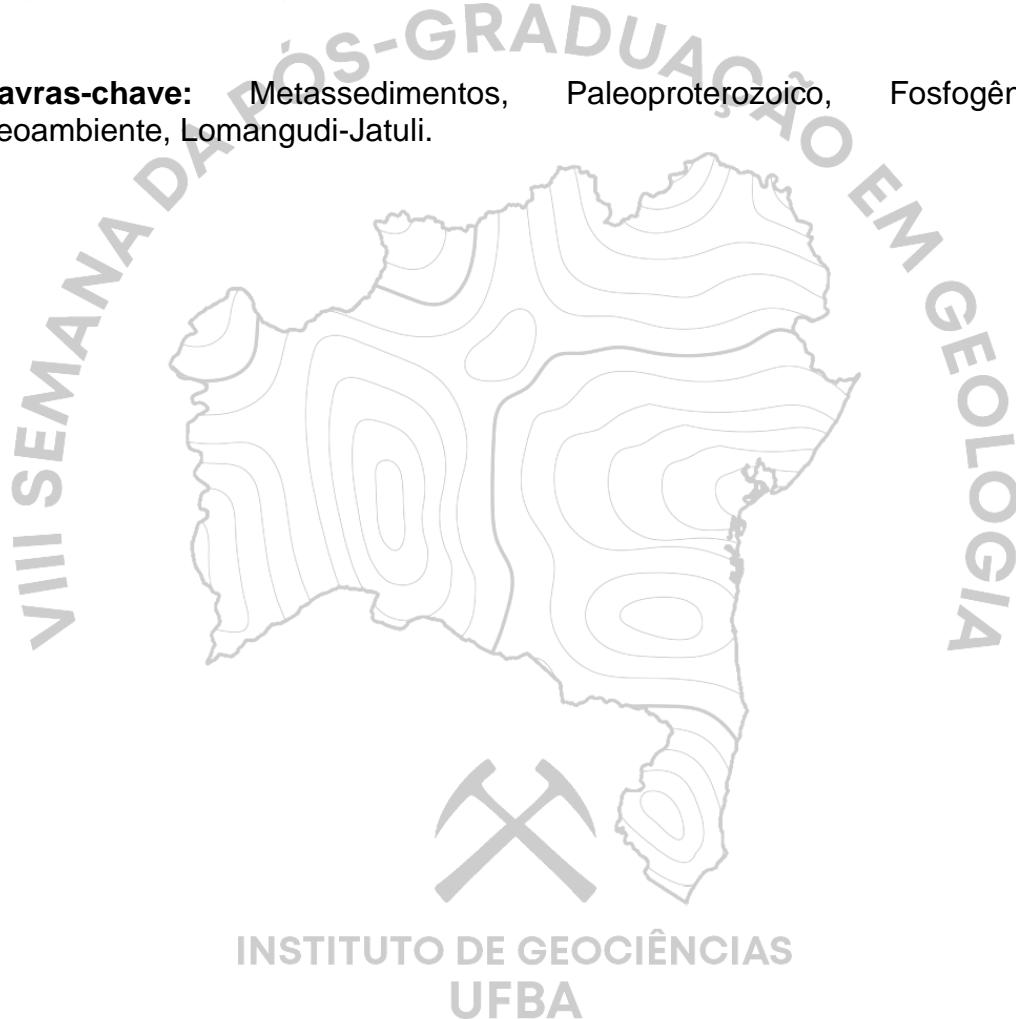 avras-chave: Metassedimentos, Paleoproterozoico, Fosfogên
eoambiente, Lomangudi-Jatuli.
VIII SEMANA DA PÓS-GRADUAÇÃO EM GEOLOGIA
INSTITUTO DE GEOCIÊNCIAS
UFBA